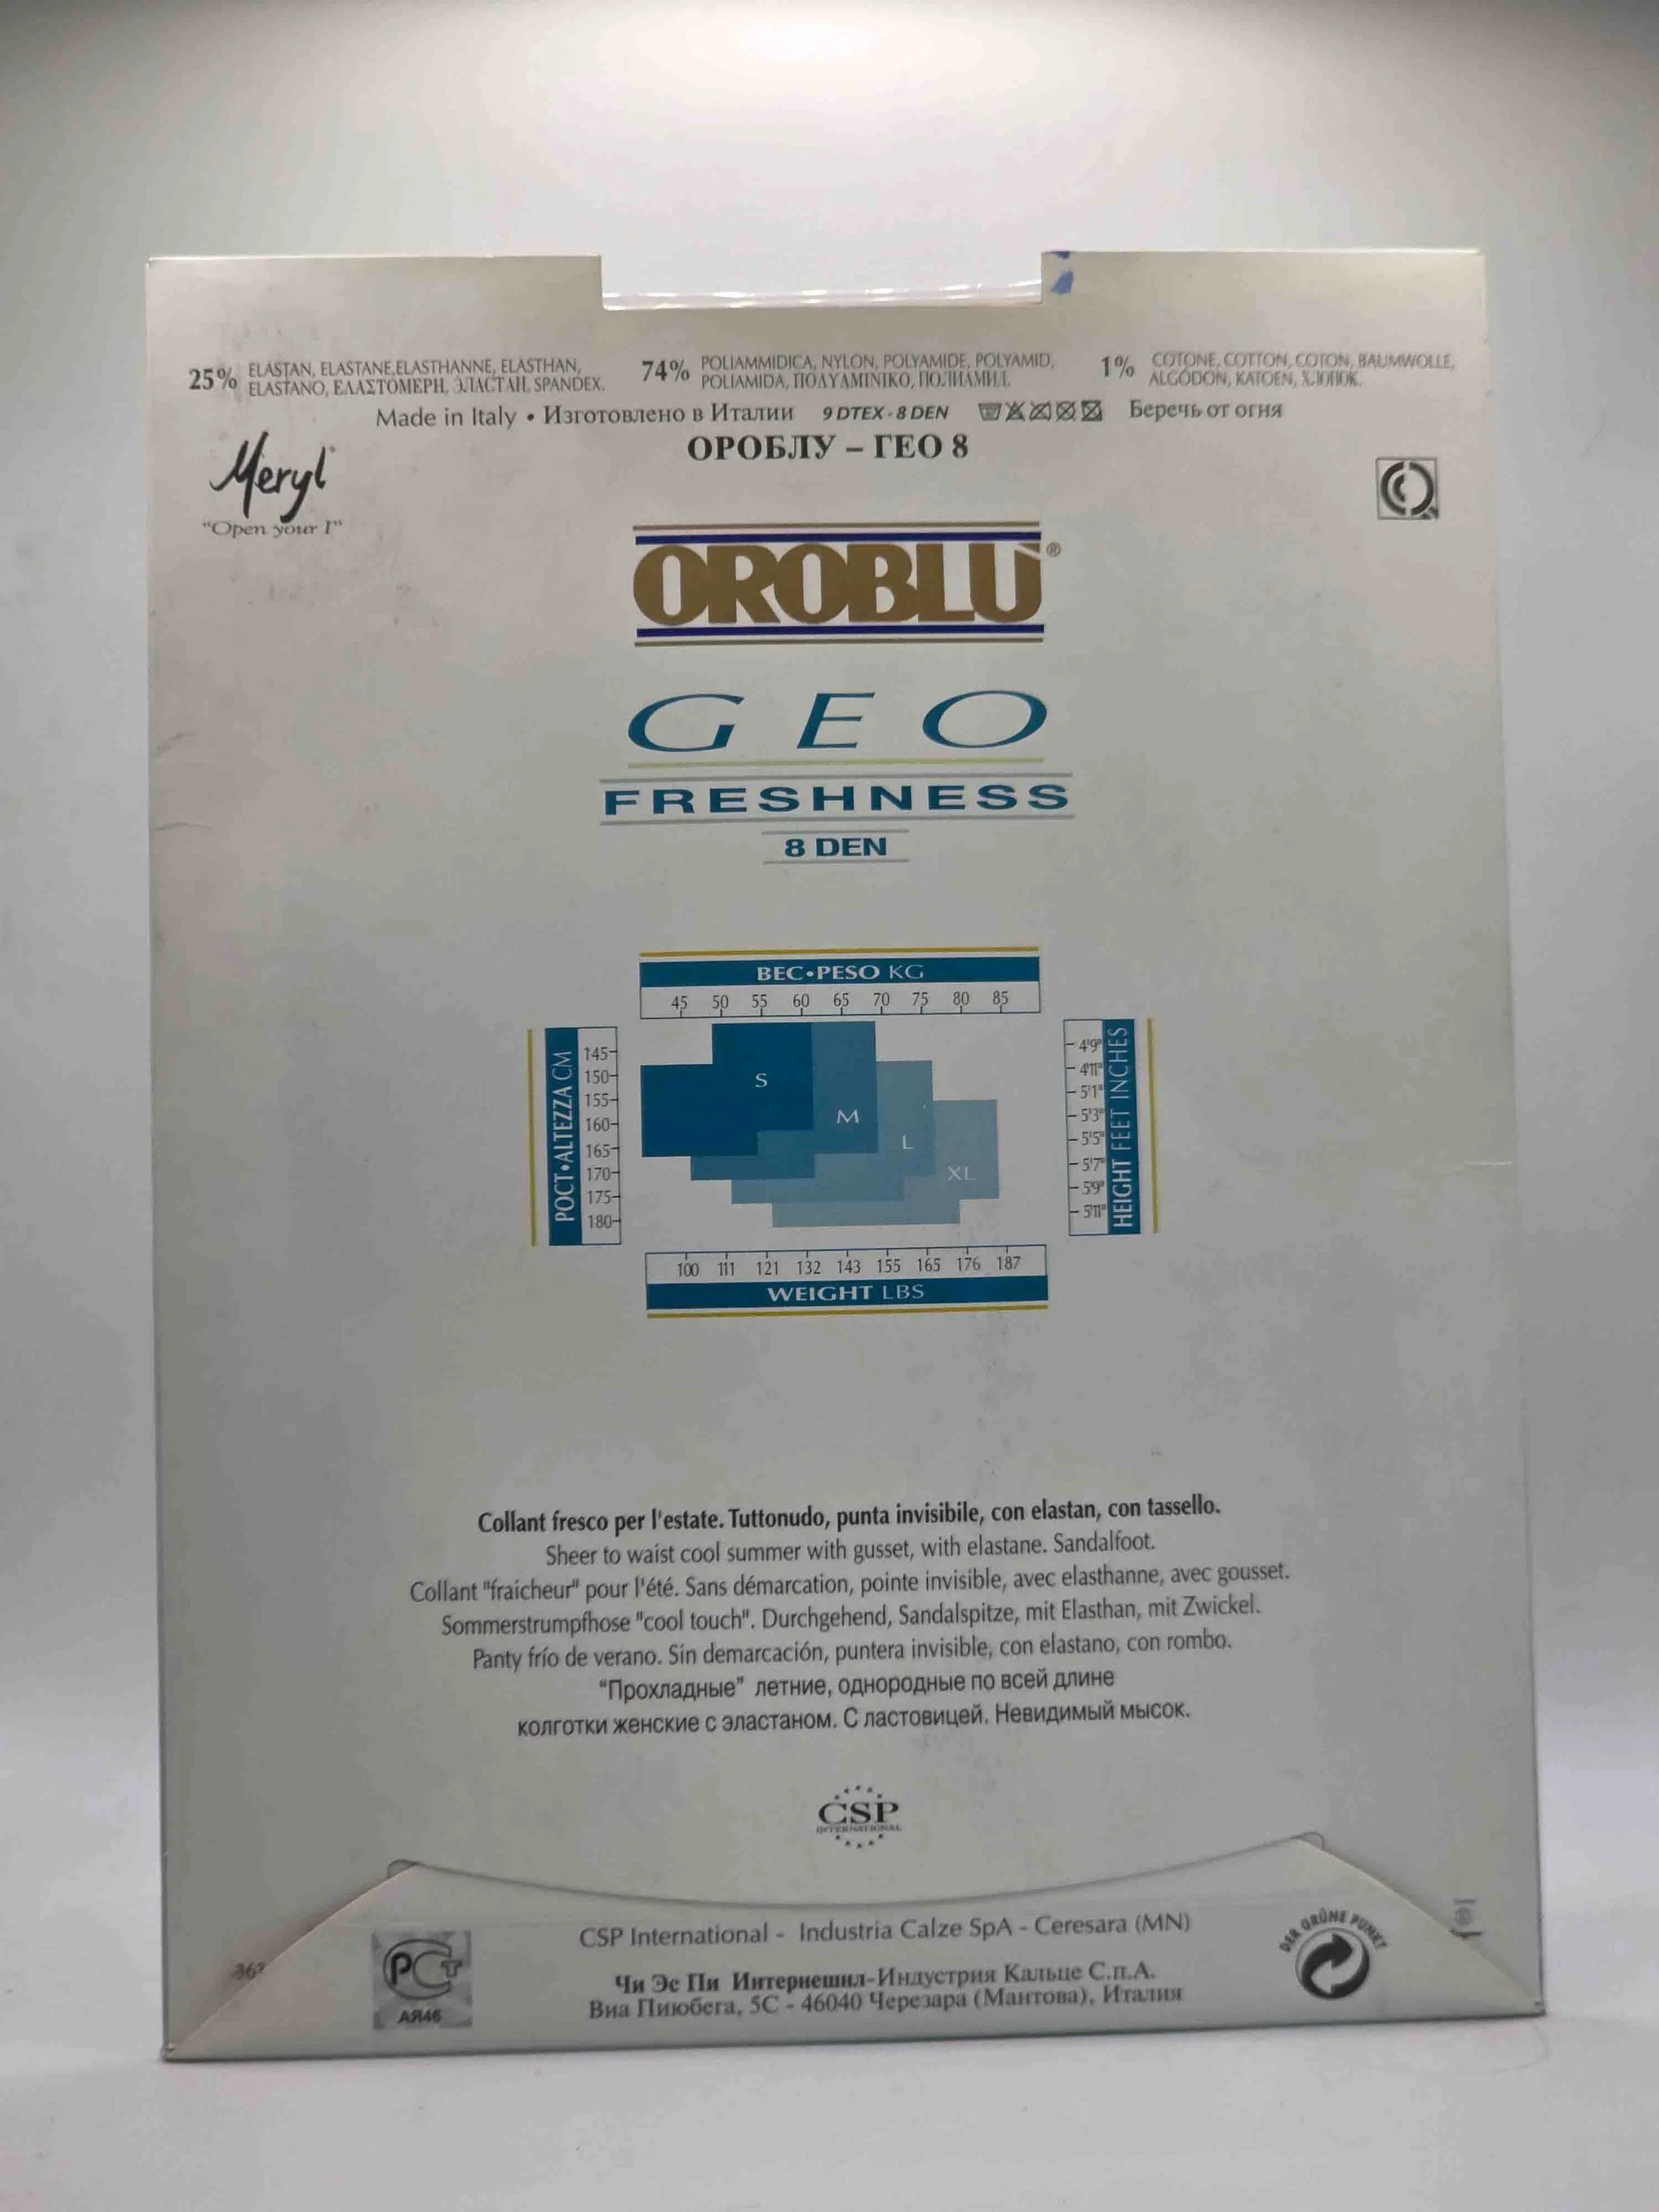 25% ELASTAN, ELASTANE,ELASTHANNE, ELASTHAN,
ELASTANO, ΕΛΑΣΤΟΜΕΡΗ, ЭЛАСТАН, SPANDEX.
74% POLIAMMIDICA, NYLON, POLYAMIDE, POLYAMID,
POLIAMIDA, ΠΟΛΥΑΜΙΝΙΚΟ, ПОЛИАМИД.
1% COTONE, COTTON, COTON, BAUMWOLLE,
ALGODON, KATOEN, ХЛОПОК.
Made in Italy • Изготовлено в Италии 9 DTEX - 8 DEN Беречь от огня
ОРОБЛУ – ГЕО 8
Meryl
"Open your I"
OROBLÙ®
GEO
FRESHNESS
8 DEN
ВЕС•PESO KG
45 50 55 60 65 70 75 80 85
РОСТ•ALTEZZA CM
145
150
155
160
165
170
175
180
S
M
L
XL
4'9"
4'11"
5'1"
5'3"
5'5"
5'7"
5'9"
5'11"
HEIGHT FEET INCHES
100 111 121 132 143 155 165 176 187
WEIGHT LBS
Collant fresco per l'estate. Tuttonudo, punta invisibile, con elastan, con tassello.
Sheer to waist cool summer with gusset, with elastane. Sandalfoot.
Collant "fraicheur" pour l'été. Sans démarcation, pointe invisible, avec elasthanne, avec gousset.
Sommerstrumpfhose "cool touch". Durchgehend, Sandalspitze, mit Elasthan, mit Zwickel.
Panty frío de verano. Sin demarcación, puntera invisible, con elastano, con rombo.
“Прохладные” летние, однородные по всей длине
колготки женские с эластаном. С ластовицей. Невидимый мысок.
CSP
INTERNATIONAL
CSP International - Industria Calze SpA - Ceresara (MN)
Чи Эс Пи Интернешнл-Индустрия Кальце С.п.А.
Виа Пиюбега, 5С - 46040 Черезара (Мантова), Италия
РСТ
АЯ46
DER GRÜNE PUNKT